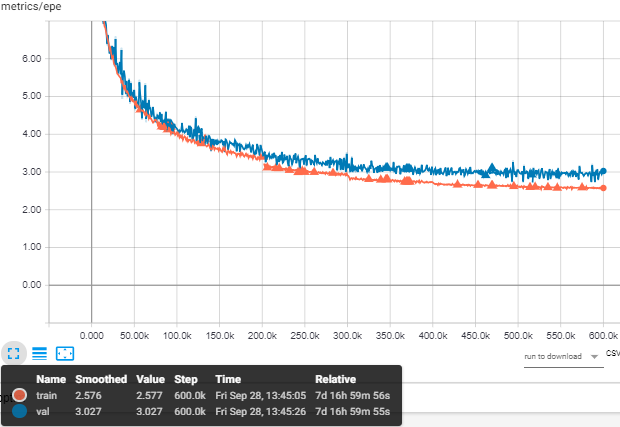 metrics/epe
6.00
5.00
4.00
3.00
2.00
1.00
0.00
0.000 50.00k 100.0k 150.0k 200.0k 250.0k 300.0k 350.0k 400.0k 450.0k 500.0k 550.0k 600.0k
run to download CSV
Name Smoothed Value Step Time Relative
train 2.576 2.577 600.0k Fri Sep 28, 13:45:05 7d 16h 59m 56s
val 3.027 3.027 600.0k Fri Sep 28, 13:45:26 7d 16h 59m 55s